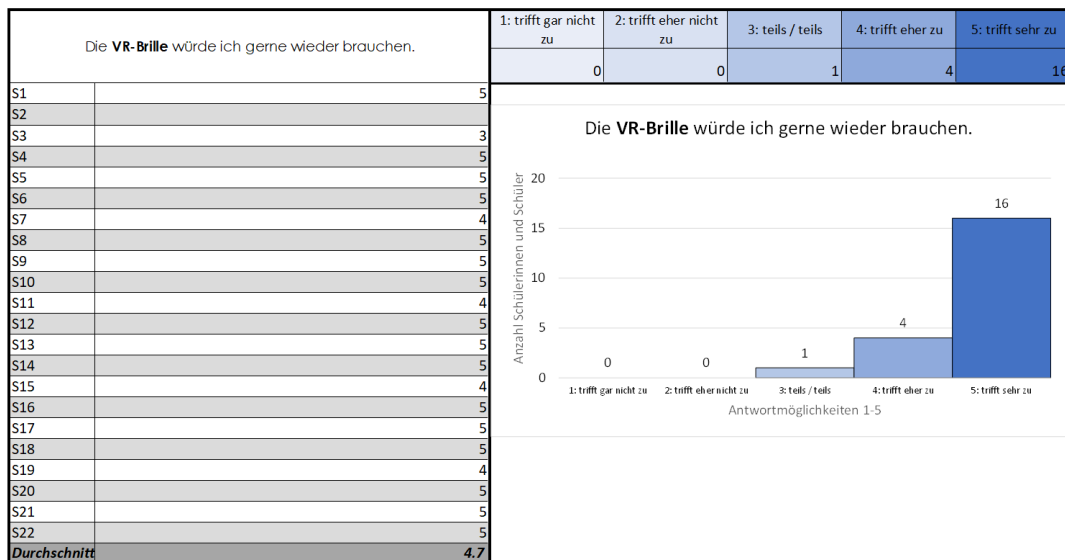 Die VR-Brille würde ich gerne wieder brauchen.
1: trifft gar nicht zu
2: trifft eher nicht zu
3: teils / teils
4: trifft eher zu
5: trifft sehr zu
0
0
1
4
16
S1 5
S2
S3 3
S4 5
S5 5
S6 5
S7 4
S8 5
S9 5
S10 5
S11 4
S12 5
S13 5
S14 5
S15 4
S16 5
S17 5
S18 5
S19 4
S20 5
S21 5
S22 5
Durchschnitt 4.7
Die VR-Brille würde ich gerne wieder brauchen.
Anzahl Schülerinnen und Schüler
20
15
10
5
0
0
0
1
4
16
1: trifft gar nicht zu
2: trifft eher nicht zu
3: teils / teils
4: trifft eher zu
5: trifft sehr zu
Antwortmöglichkeiten 1-5